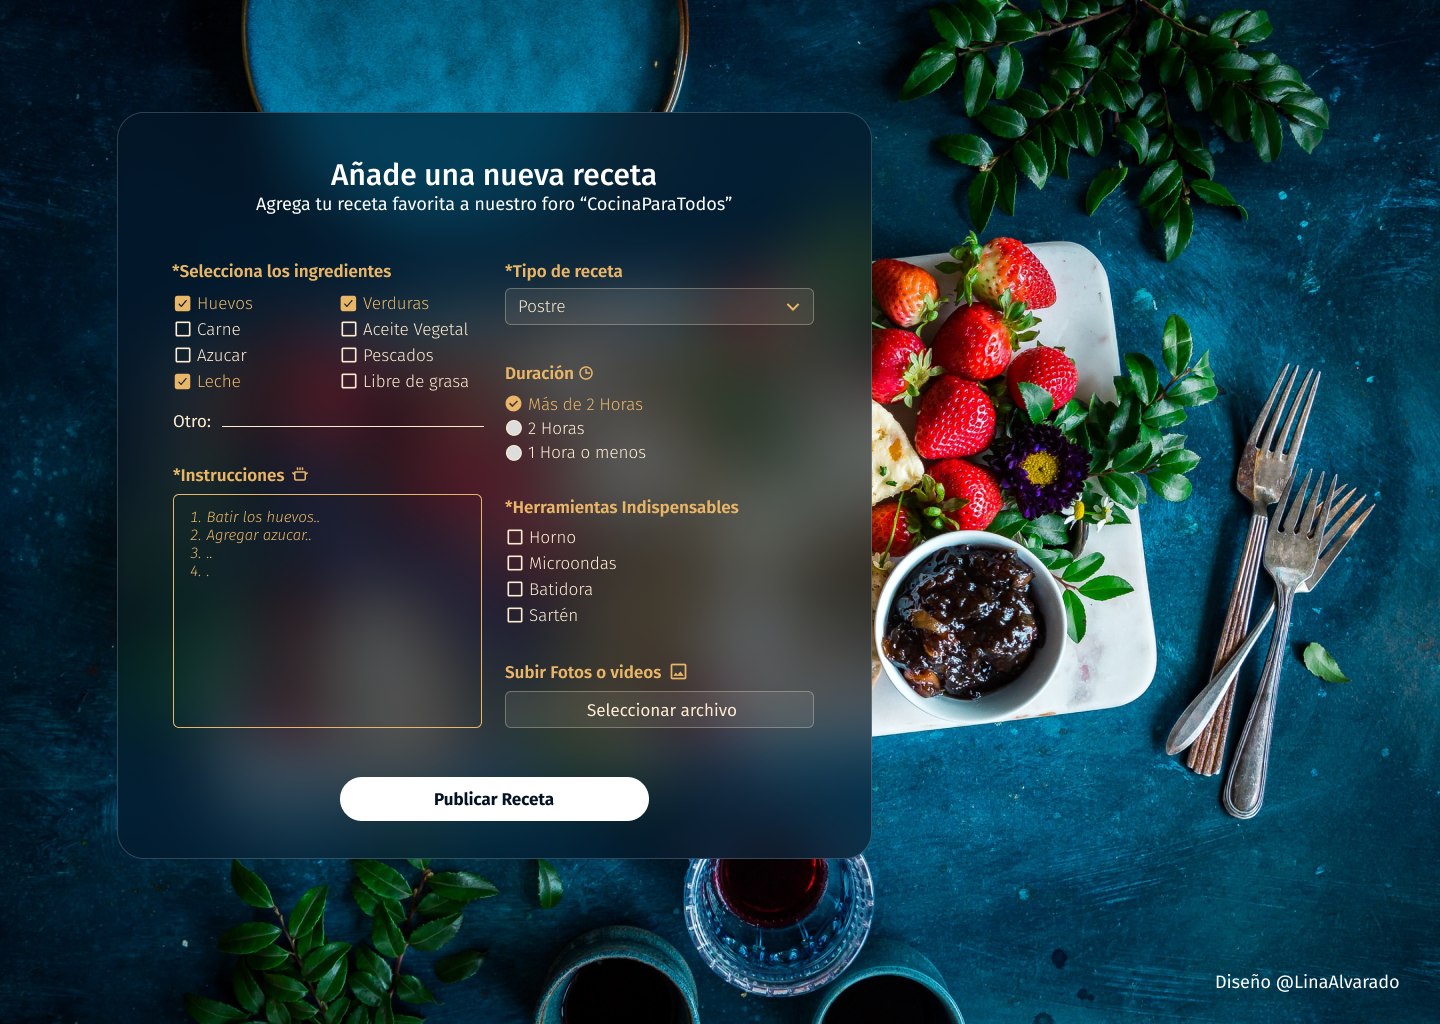 Añade una nueva receta
Agrega tu receta favorita a nuestro foro “CocinaParaTodos”
*Selecciona los ingredientes
Huevos
Verduras
Carne
Aceite Vegetal
Azucar
Pescados
Leche
Libre de grasa
Otro:
*Instrucciones
1. Batir los huevos..
2. Agregar azucar..
3. ..
4. .
*Tipo de receta
Postre
Duración
Más de 2 Horas
2 Horas
1 Hora o menos
*Herramientas Indispensables
Horno
Microondas
Batidora
Sartén
Subir Fotos o videos
Seleccionar archivo
Publicar Receta
Diseño @LinaAlvarado